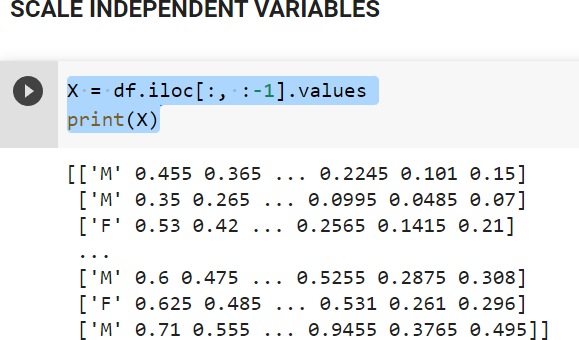 SCALE INDEPENDENT VARIABLES
X = df.iloc[:, :-1].values
print(X)
[['M' 0.455 0.365 ... 0.2245 0.101 0.15]
['M' 0.35 0.265 ... 0.0995 0.0485 0.07]
['F' 0.53 0.42 ... 0.2565 0.1415 0.21]
...
['M' 0.6 0.475 ... 0.5255 0.2875 0.308]
['F' 0.625 0.485 ... 0.531 0.261 0.296]
['M' 0.71 0.555 ... 0.9455 0.3765 0.495]]